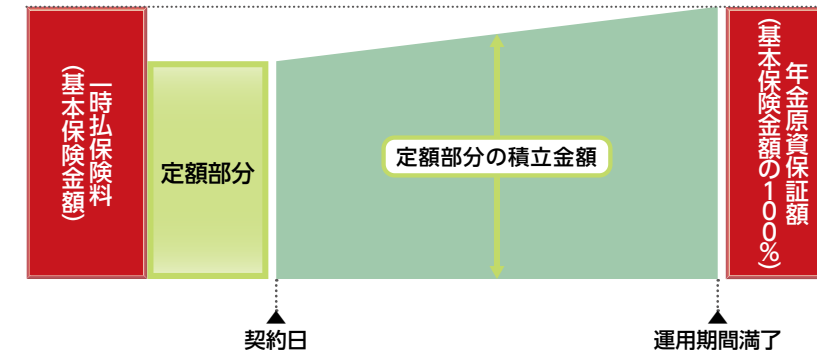 一時払保険料
（基本保険金額）
定額部分
定額部分の積立金額
年金原資保証額
（基本保険金額の100%）
契約日
運用期間満了